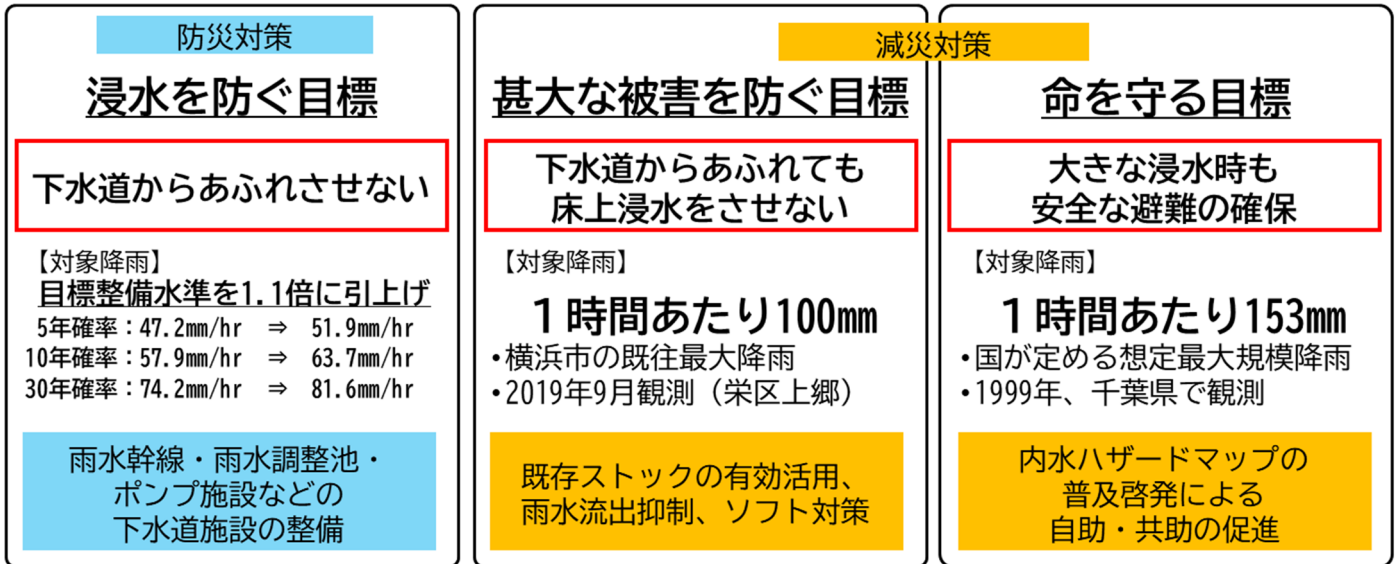 防災対策
浸水を防ぐ目標
下水道からあふれさせない
【対象降雨】
目標整備水準を1.1倍に引上げ
5年確率：47.2㎜/hr ⇒ 51.9㎜/hr
10年確率：57.9㎜/hr ⇒ 63.7㎜/hr
30年確率：74.2㎜/hr ⇒ 81.6㎜/hr
雨水幹線・雨水調整池・
ポンプ施設などの
下水道施設の整備
減災対策
甚大な被害を防ぐ目標
下水道からあふれても
床上浸水をさせない
【対象降雨】
１時間あたり100㎜
・横浜市の既往最大降雨
・2019年9月観測（栄区上郷）
既存ストックの有効活用、
雨水流出抑制、ソフト対策
命を守る目標
大きな浸水時も
安全な避難の確保
【対象降雨】
１時間あたり153㎜
・国が定める想定最大規模降雨
・1999年、千葉県で観測
内水ハザードマップの
普及啓発による
自助・共助の促進